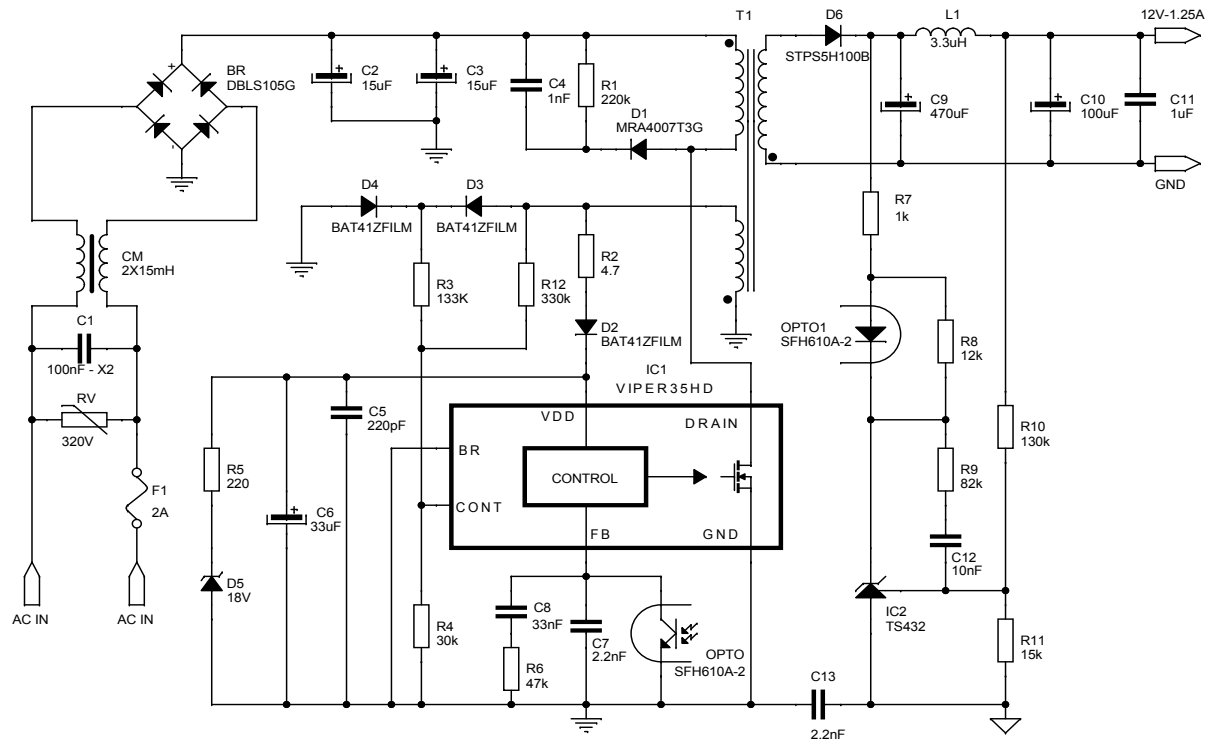 T1
D6
STPS5H100B
L1
3.3uH
12V-1.25A
BR
DBLS105G
+
-
C2
15uF
+
C3
15uF
+
C4
1nF
R1
220k
D1
MRA4007T3G
C9
470uF
+
C10
100uF
+
C11
1uF
GND
D4
BAT41ZFILM
D3
BAT41ZFILM
R7
1k
CM
2X15mH
R3
133K
R12
330k
R2
4.7
D2
BAT41ZFILM
OPTO1
SFH610A-2
R8
12k
C1
100nF - X2
IC1
VIPER35HD
RV
320V
C5
220pF
VDD
DRAIN
BR
CONTROL
CONT
FB
GND
R10
130k
R5
220
R9
82k
F1
2A
C6
33uF
+
C12
10nF
D5
18V
AC IN
AC IN
R4
30k
C8
33nF
R6
47k
C7
2.2nF
OPTO
SFH610A-2
IC2
TS432
R11
15k
C13
2.2nF